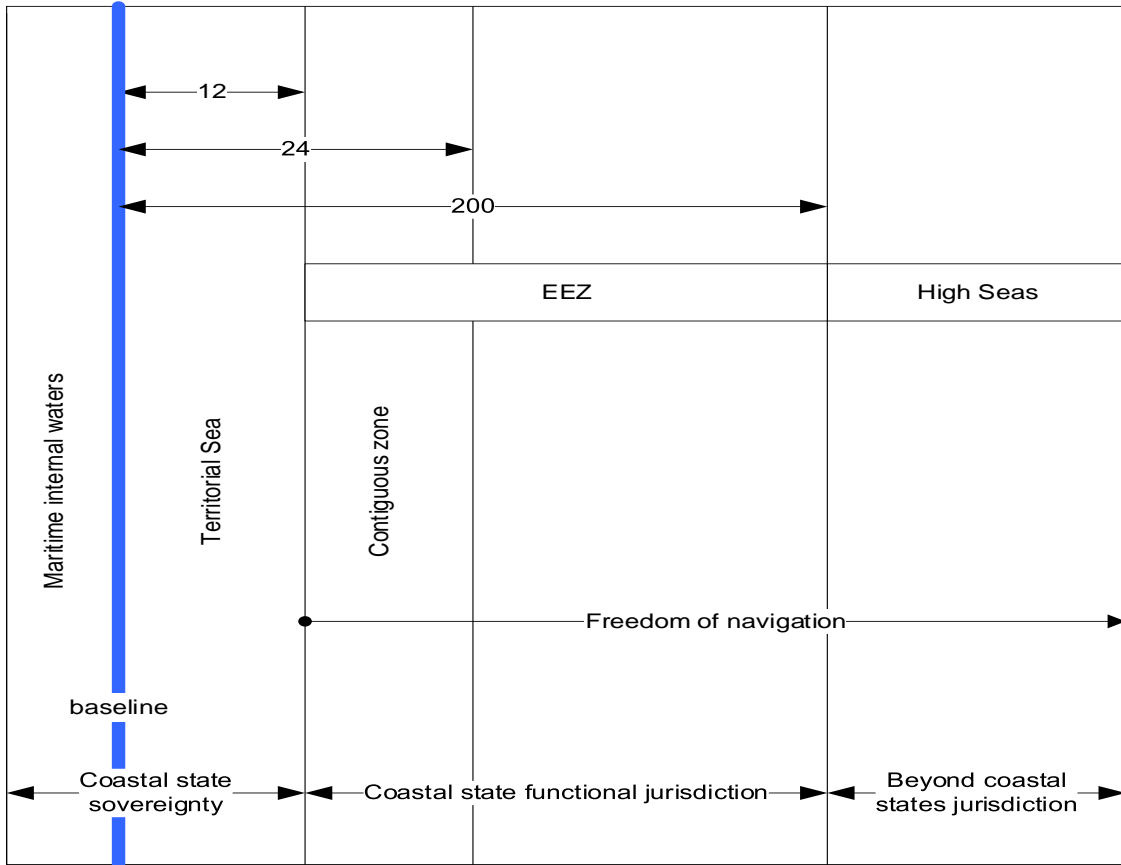 12
24
200
EEZ
High Seas
Maritime internal waters
Territorial Sea
Contiguous zone
Freedom of navigation
baseline
Coastal state
sovereignty
Coastal state functional jurisdiction
Beyond coastal
states jurisdiction